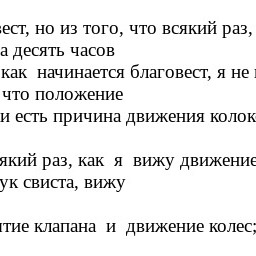 вест, но из того, что всякий раз,
а десять часов
как начинается благовест, я не
что положение
и есть причина движения колок
який раз, как я вижу движение
ук свиста, вижу
тие клапана и движение колес;